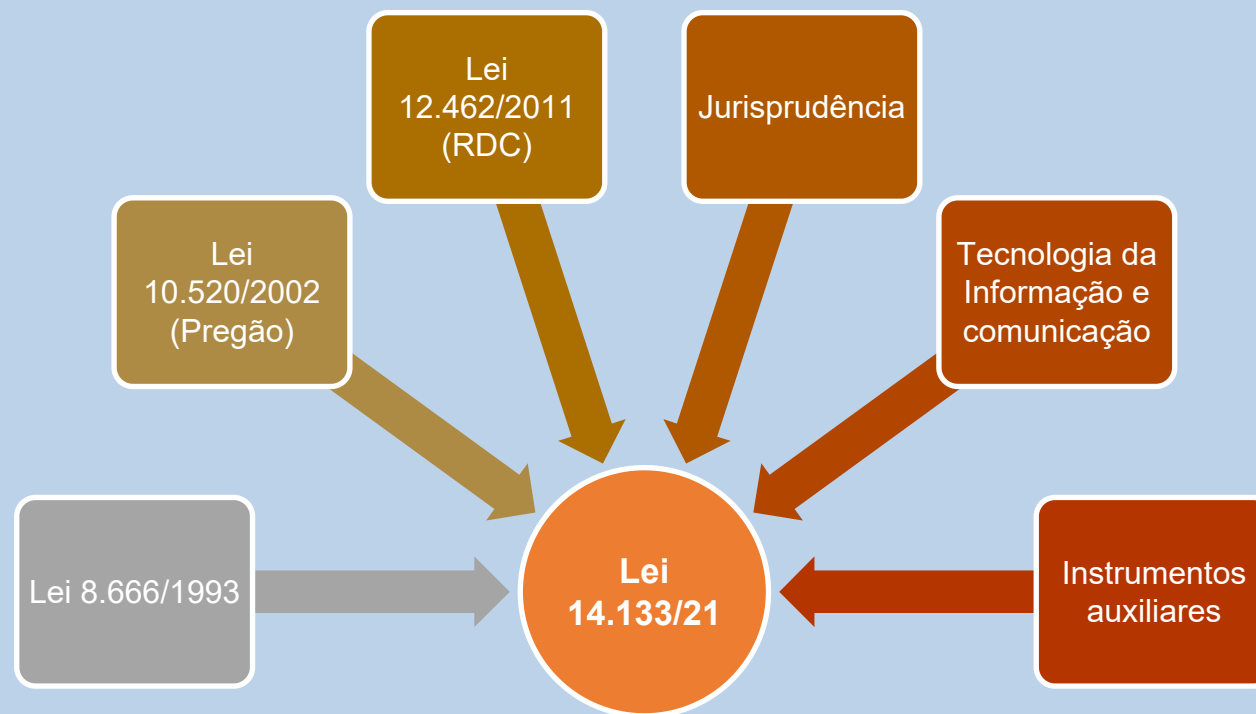 Lei
12.462/2011
(RDC)
Jurisprudência
Lei
10.520/2002
(Pregão)
Tecnologia da
Informação e
comunicação
Lei 8.666/1993
Lei
14.133/21
Instrumentos
auxiliares